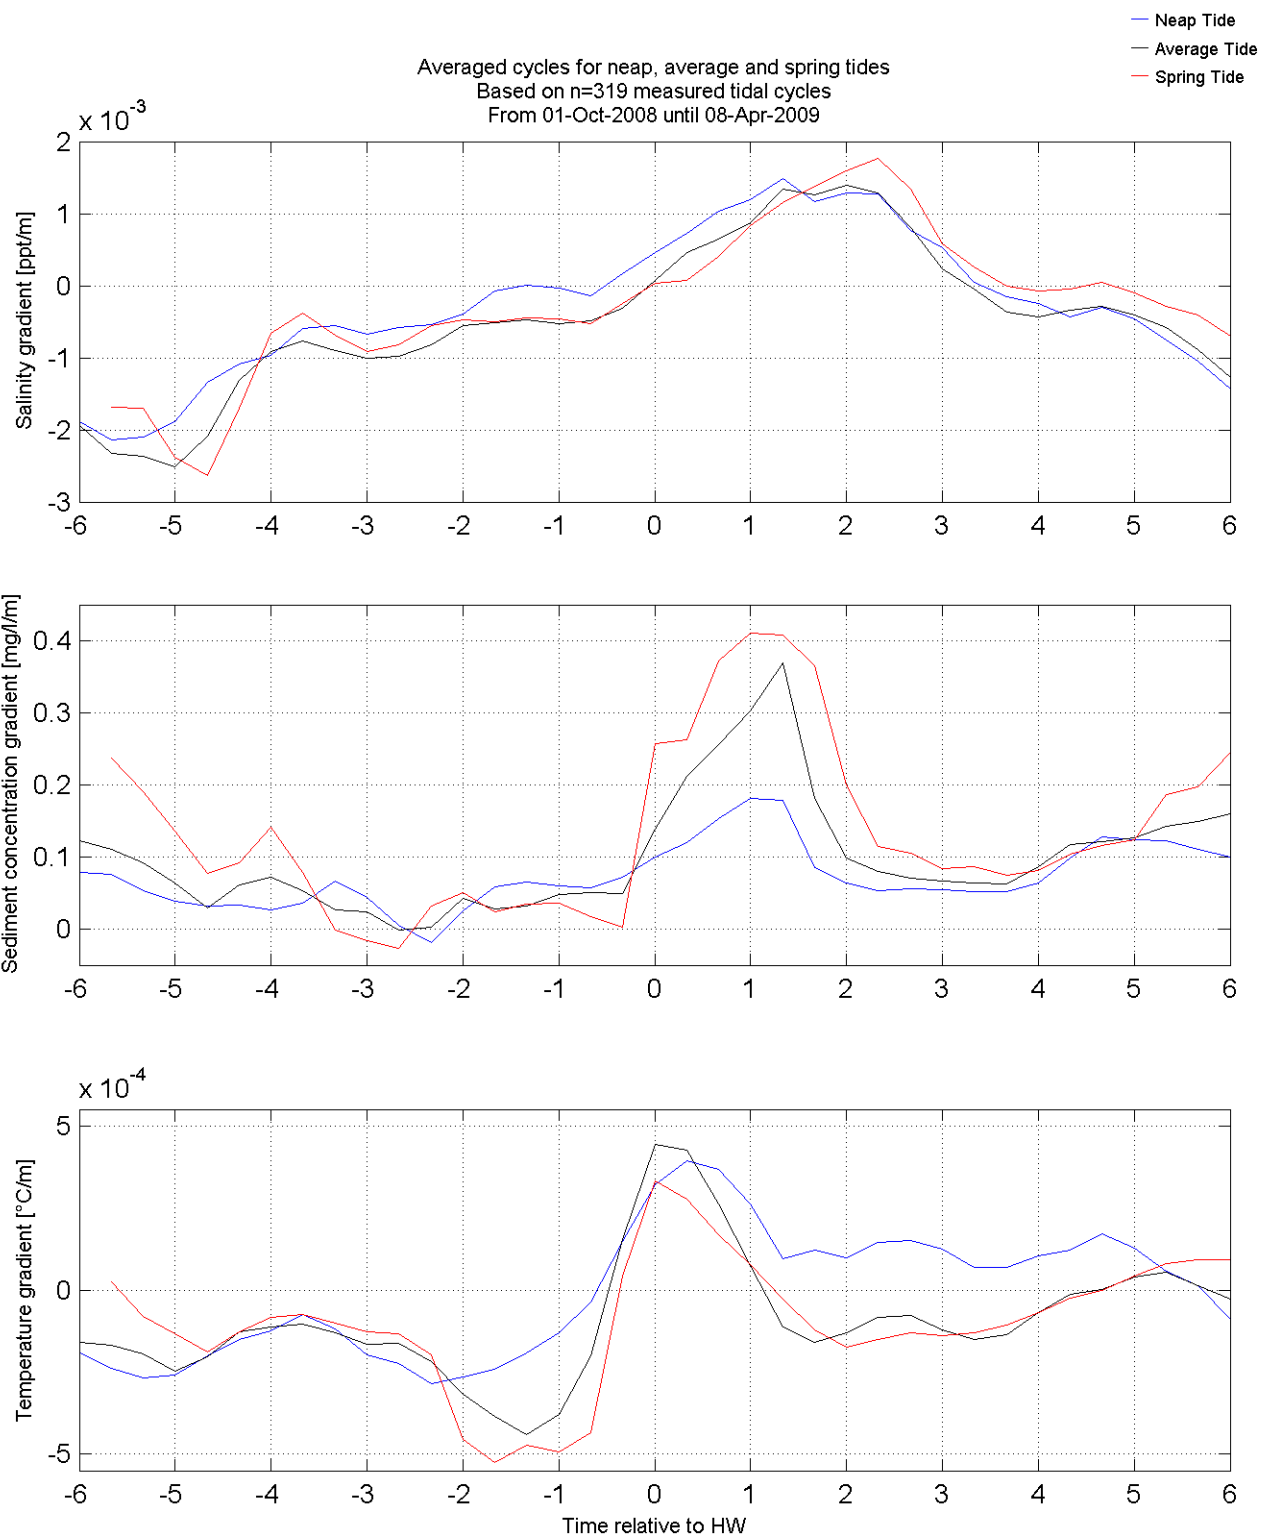 Neap Tide
Average Tide
Spring Tide
Averaged cycles for neap, average and spring tides
Based on n=319 measured tidal cycles
From 01-Oct-2008 until 08-Apr-2009
x 10⁻³
Salinity gradient [ppt/m]
2
1
0
-1
-2
-3
-6 -5 -4 -3 -2 -1 0 1 2 3 4 5 6
Sediment concentration gradient [mg/l/m]
0.4
0.3
0.2
0.1
0
-6 -5 -4 -3 -2 -1 0 1 2 3 4 5 6
x 10⁻⁴
Temperature gradient [°C/m]
5
0
-5
-6 -5 -4 -3 -2 -1 0 1 2 3 4 5 6
Time relative to HW